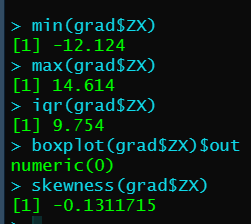 > min(grad$ZX)
[1] -12.124
> max(grad$ZX)
[1] 14.614
> iqr(grad$ZX)
[1] 9.754
> boxplot(grad$ZX)$out
numeric(0)
> skewness(grad$ZX)
[1] -0.1311715
>